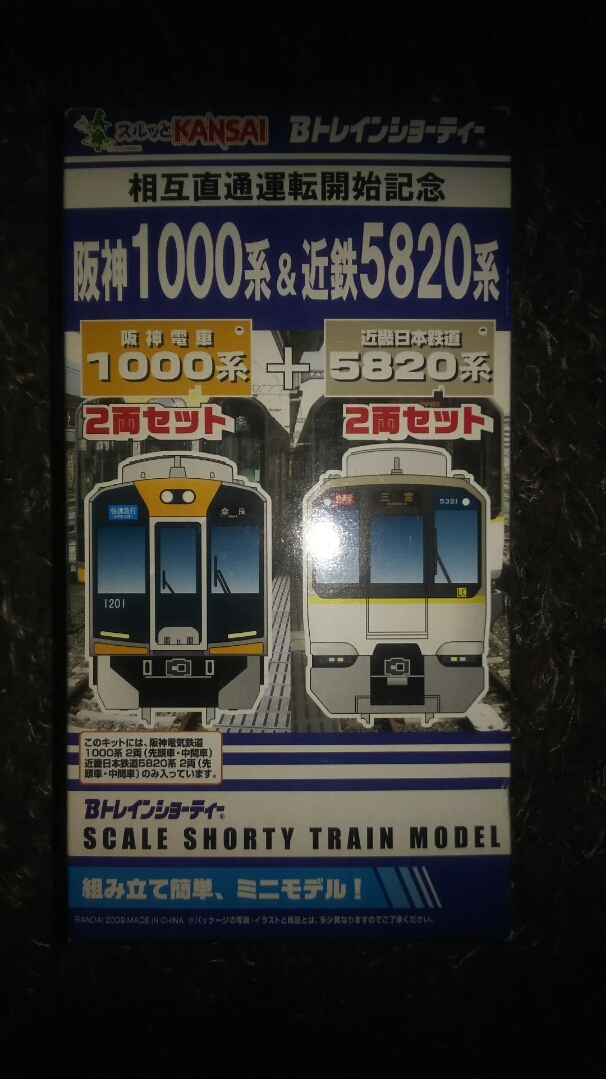 スルッとKANSAI Bトレインショーティー
相互直通運転開始記念
阪神1000系&近鉄5820系
阪神電車 近畿日本鉄道
1000系 + 5820系
2両セット 2両セット
快速急行 奈良 三宮 5321
1201 LC
このキットには、阪神電気鉄道
1000系 2両(先頭車・中間車)
近畿日本鉄道5820系 2両(先
頭車・中間車)のみ入っています。
Bトレインショーティー
SCALE SHORTY TRAIN MODEL
組み立て簡単、ミニモデル!
BANDAI 2009 MADE IN CHINA ※パッケージの写真・イラストと商品とは、多少異なりますのでご了承ください。